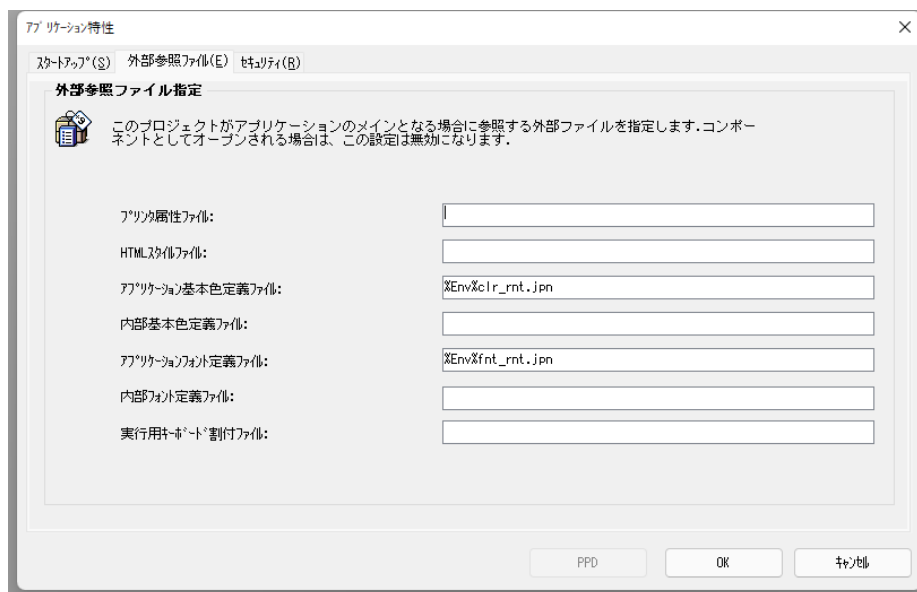 ｱﾌﾟﾘｹｰｼｮﾝ特性
ｽﾀｰﾄｱｯﾌﾟ(S) 外部参照ﾌｧｲﾙ(E) ｾｷｭﾘﾃｨ(R)
外部参照ファイル指定
このプロジェクトがアプリケーションのメインとなる場合に参照する外部ファイルを指定します.コンポー
ネントとしてオープンされる場合は、この設定は無効になります.
ﾌﾟﾘﾝﾀ属性ﾌｧｲﾙ:
HTMLｽﾀｲﾙﾌｧｲﾙ:
ｱﾌﾟﾘｹｰｼｮﾝ基本色定義ﾌｧｲﾙ: %Env%clr_rnt.jpn
内部基本色定義ﾌｧｲﾙ:
ｱﾌﾟﾘｹｰｼｮﾝﾌｫﾝﾄ定義ﾌｧｲﾙ: %Env%fnt_rnt.jpn
内部ﾌｫﾝﾄ定義ﾌｧｲﾙ:
実行用ｷｰﾎﾞｰﾄﾞ割付ﾌｧｲﾙ:
PPD OK ｷｬﾝｾﾙ